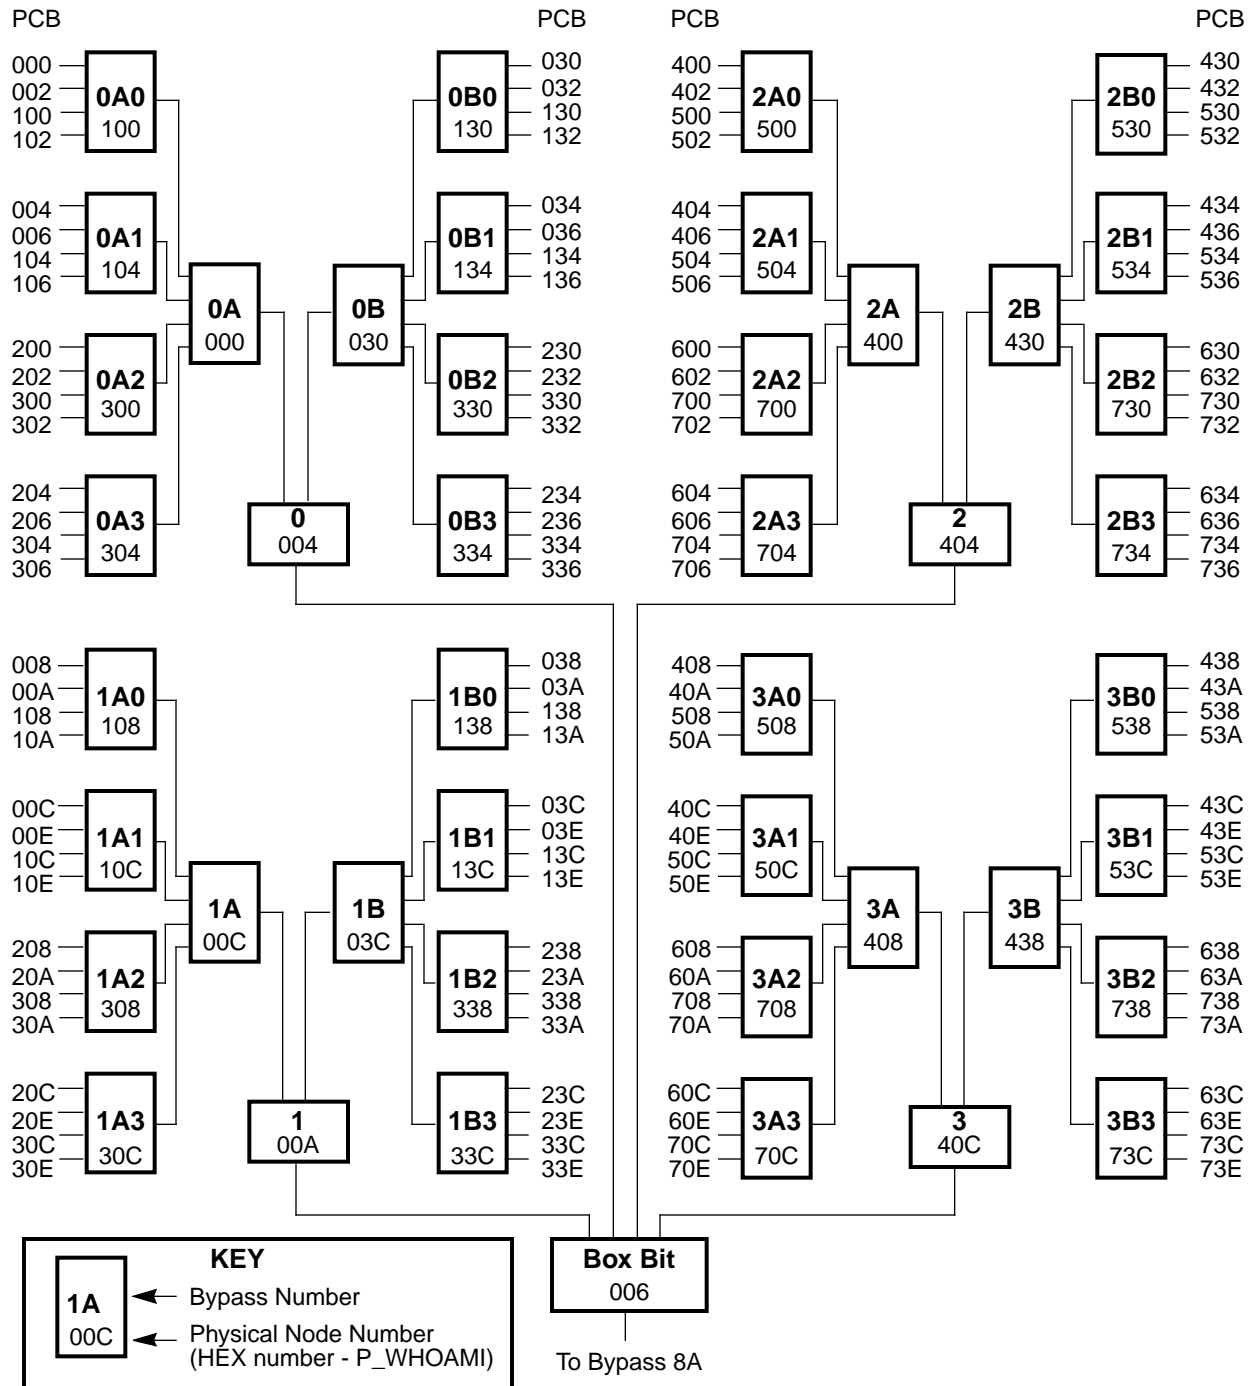 PCB
000
002
100
102
0A0
100
004
006
104
106
0A1
104
200
202
300
302
0A2
300
204
206
304
306
0A3
304
0A
000
0B
030
0
004
PCB
0B0
130
030
032
130
132
0B1
134
034
036
134
136
0B2
330
230
232
330
332
0B3
334
234
236
334
336
PCB
400
402
500
502
2A0
500
404
406
504
506
2A1
504
600
602
700
702
2A2
700
604
606
704
706
2A3
704
2A
400
2B
430
2
404
PCB
2B0
530
430
432
530
532
2B1
534
434
436
534
536
2B2
730
630
632
730
732
2B3
734
634
636
734
736
008
00A
108
10A
1A0
108
00C
00E
10C
10E
1A1
10C
208
20A
308
30A
1A2
308
20C
20E
30C
30E
1A3
30C
1A
00C
1B
03C
1
00A
1B0
138
038
03A
138
13A
1B1
13C
03C
03E
13C
13E
1B2
338
238
23A
338
33A
1B3
33C
23C
23E
33C
33E
408
40A
508
50A
3A0
508
40C
40E
50C
50E
3A1
50C
608
60A
708
70A
3A2
708
60C
60E
70C
70E
3A3
70C
3A
408
3B
438
3
40C
3B0
538
438
43A
538
53A
3B1
53C
43C
43E
53C
53E
3B2
738
638
63A
738
73A
3B3
73C
63C
63E
73C
73E
KEY
1A
00C
Bypass Number
Physical Node Number
(HEX number - P_WHOAMI)
Box Bit
006
To Bypass 8A